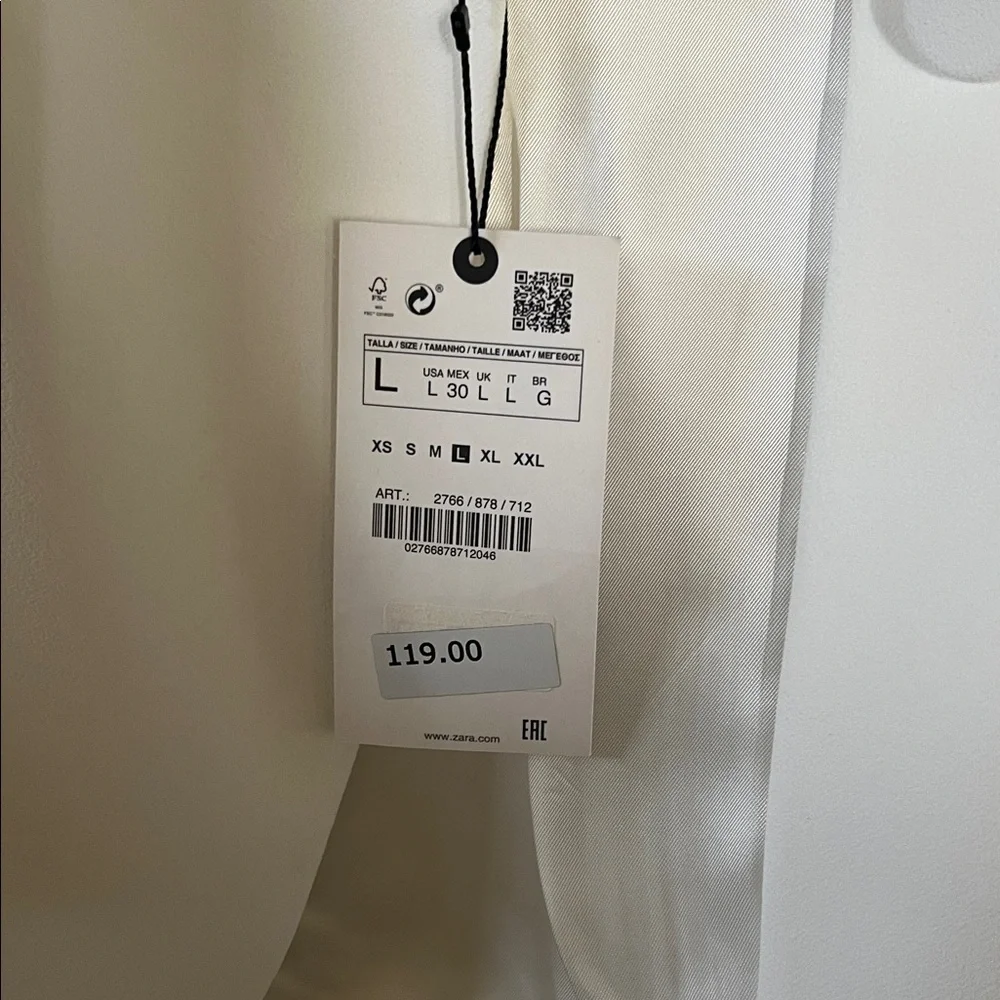 FSC
®
TALLA / SIZE / TAMANHO / TAILLE / MAAT / ΜΕΓΕΘΟΣ
L
USA MEX UK IT BR
L 30 L L G
XS S M L XL XXL
ART.: 2766 / 878 / 712
02766878712046
119.00
www.zara.com
EAC